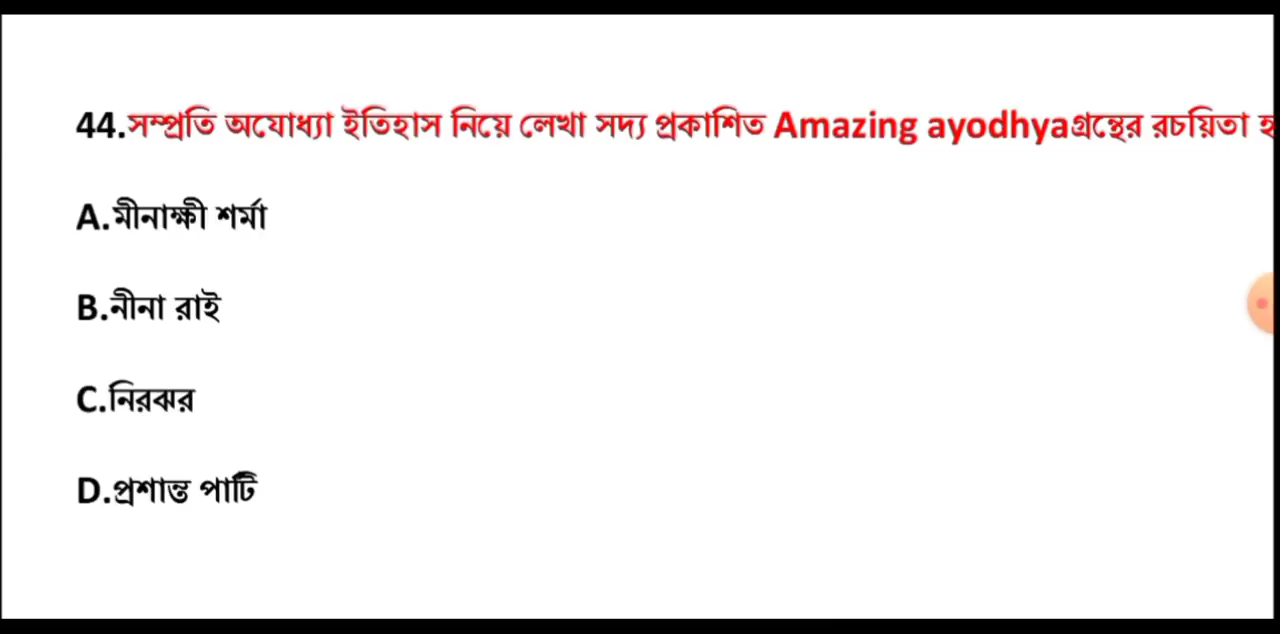 44.সম্প্রতি অযোধ্যা ইতিহাস নিয়ে লেখা সদ্য প্রকাশিত Amazing ayodhyaগ্রন্থের রচয়িতা
A.মীনাক্ষী শর্মা
B.নীনা রাই
C.নিরঝর
D.প্রশান্ত পাটি